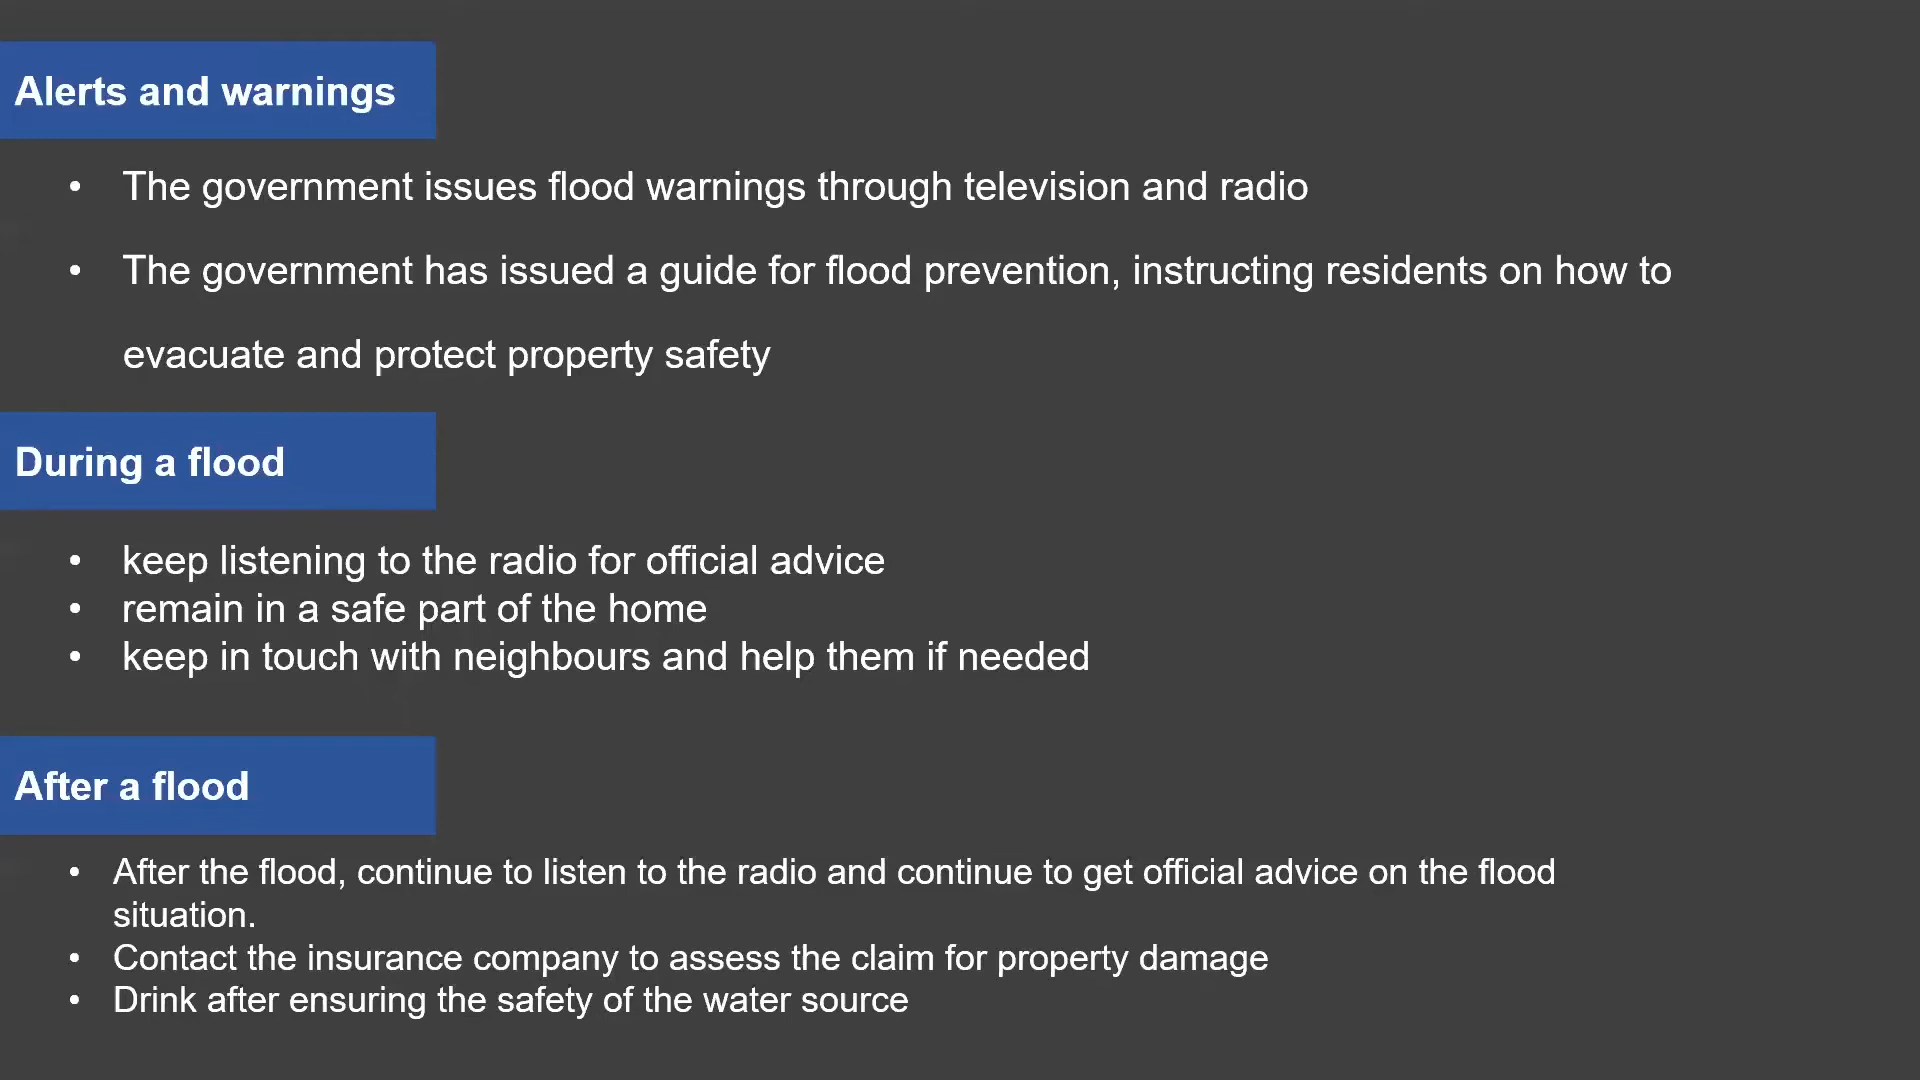 Alerts and warnings
• The government issues flood warnings through television and radio
• The government has issued a guide for flood prevention, instructing residents on how to
evacuate and protect property safety
During a flood
• keep listening to the radio for official advice
• remain in a safe part of the home
• keep in touch with neighbours and help them if needed
After a flood
• After the flood, continue to listen to the radio and continue to get official advice on the flood
situation.
• Contact the insurance company to assess the claim for property damage
• Drink after ensuring the safety of the water source